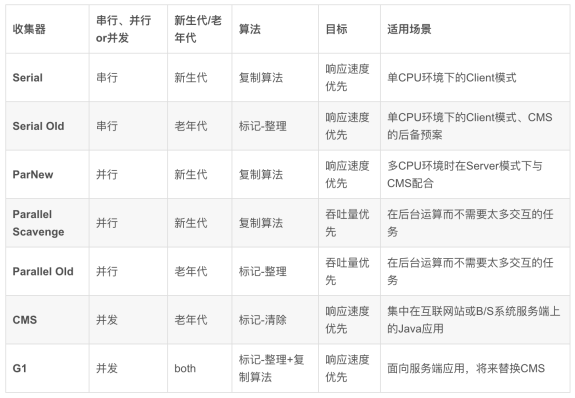 收集器 串行、并行or并发 新生代/老年代 算法 目标 适用场景
Serial 串行 新生代 复制算法 响应速度优先 单CPU环境下的Client模式
Serial Old 串行 老年代 标记-整理 响应速度优先 单CPU环境下的Client模式、CMS的后备预案
ParNew 并行 新生代 复制算法 响应速度优先 多CPU环境时在Server模式下与CMS配合
Parallel Scavenge 并行 新生代 复制算法 吞吐量优先 在后台运算而不需要太多交互的任务
Parallel Old 并行 老年代 标记-整理 吞吐量优先 在后台运算而不需要太多交互的任务
CMS 并发 老年代 标记-清除 响应速度优先 集中在互联网站或B/S系统服务端上的Java应用
G1 并发 both 标记-整理+复制算法 响应速度优先 面向服务端应用，将来替换CMS